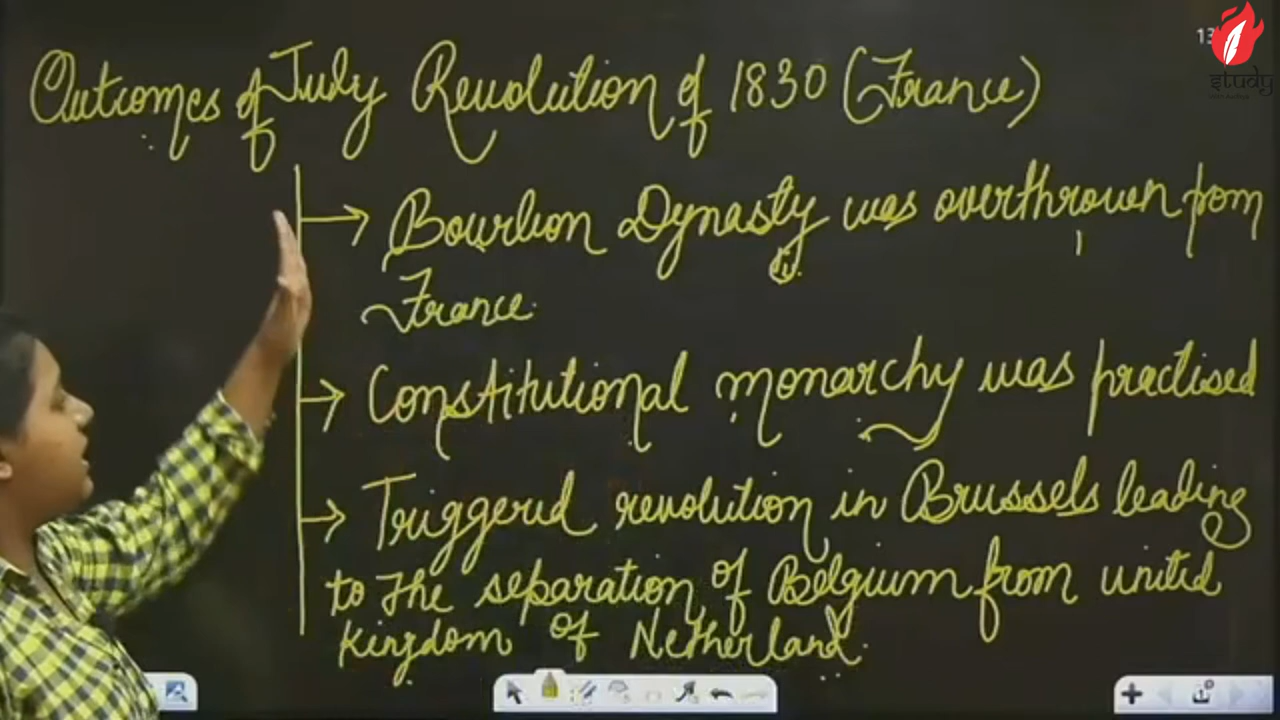 13
study
Outcomes of July Revolution of 1830 (France)
→ Bourbon Dynasty was overthrown from
France.
→ Constitutional monarchy was practised
→ Triggered revolution in Brussels leading
to the separation of Belgium from united
kingdom of Netherland.